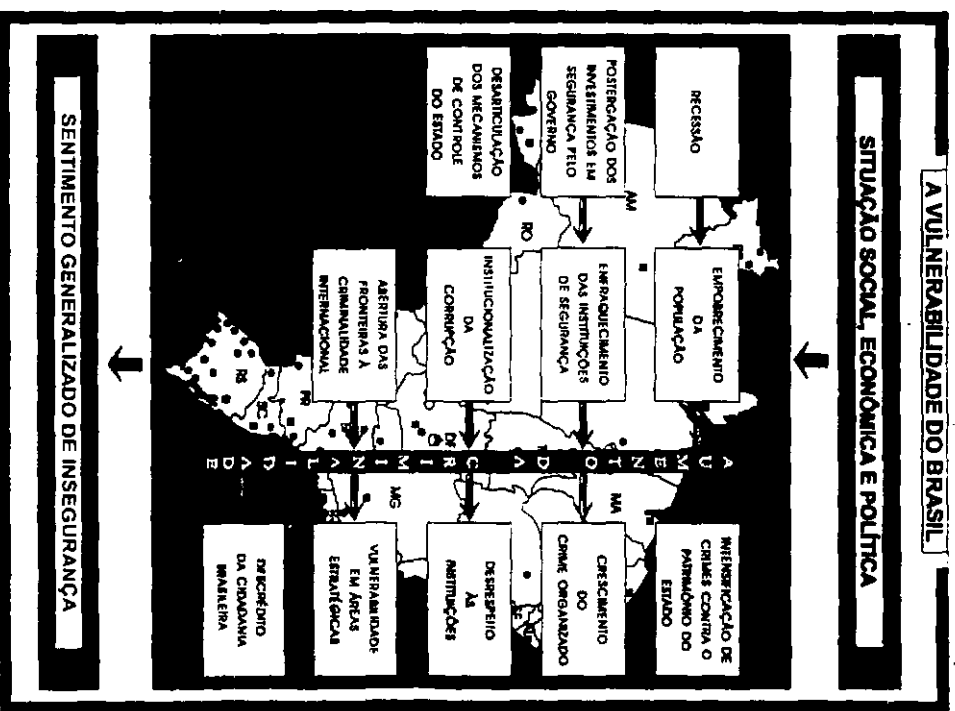 A VULNERABILIDADE DO BRASIL
SITUAÇÃO SOCIAL, ECONÔMICA E POLÍTICA
RECESSÃO
EMPOBRECIMENTO
DA
POPULAÇÃO
INTENSIFICAÇÃO DE
CRIMES CONTRA O
PATRIMÔNIO DO
ESTADO
POSTERGAÇÃO DOS
INVESTIMENTOS EM
SEGURANÇA PELO
GOVERNO
ENFRAQUECIMENTO
DAS INSTITUIÇÕES
DE SEGURANÇA
CRESCIMENTO
DO
CRIME ORGANIZADO
DESARTICULAÇÃO
DOS MECANISMOS
DE CONTROLE
DO ESTADO
INSTITUCIONALIZAÇÃO
DA
CORRUPÇÃO
DESRESPEITO
ÀS
INSTITUIÇÕES
ABERTURA DAS
FRONTEIRAS À
CRIMINALIDADE
INTERNACIONAL
VULNERABILIDADE
EM ÁREAS
ESTRATÉGICAS
DESCRÉDITO
DA CIDADANIA
BRASILEIRA
AUMENTO DA CRIMINALIDADE
AM
RO
MA
MG
DF
PR
SC
RS
SENTIMENTO GENERALIZADO DE INSEGURANÇA